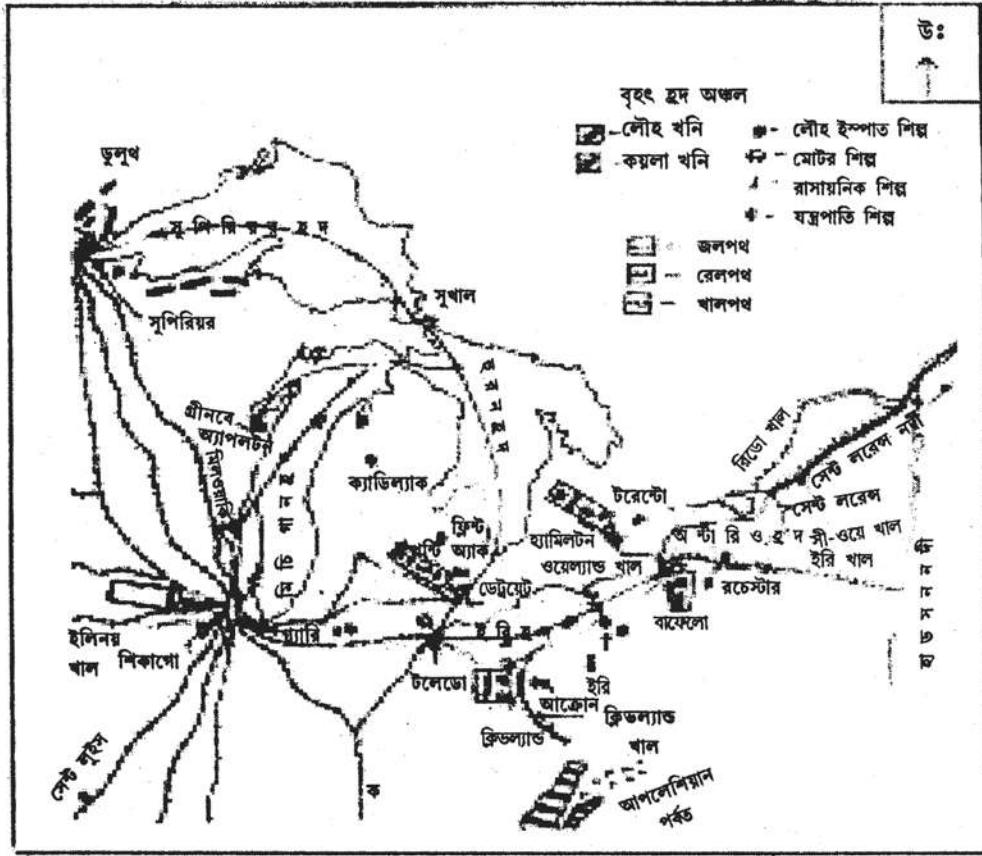 উঃ
বৃহৎ হ্রদ অঞ্চল
-লৌহ খনি
- লৌহ ইস্পাত শিল্প
-কয়লা খনি
- মোটর শিল্প
রাসায়নিক শিল্প
- যন্ত্রপাতি শিল্প
- জলপথ
- রেলপথ
- খালপথ
ডুলুথ
সুপিরিয়র হ্রদ
সুখাল
সুপিরিয়র
হুরন হ্রদ
গ্রীনবে
অ্যাপলটন
ক্যাডিল্যাক
রিডো খাল
সেন্ট লরেন্স নদী
টরেন্টো
সেন্ট লরেন্স
ফ্লিন্ট
অ্যাক
হ্যামিলটন
অন্টারিও হ্রদ
সী-ওয়ে খাল
ওয়েল্যান্ড খাল
ইরি খাল
ডেট্রয়েট
রচেস্টার
বাফেলো
ইলিনয়
খাল
শিকাগো
গ্যারি
ইরি হ্রদ
টলেডো
ইরি
আক্রোন
ক্লিভল্যান্ড
ক্লিভল্যান্ড
খাল
সেন্ট লুইস
ক
আপলেশিয়ান
পর্বত